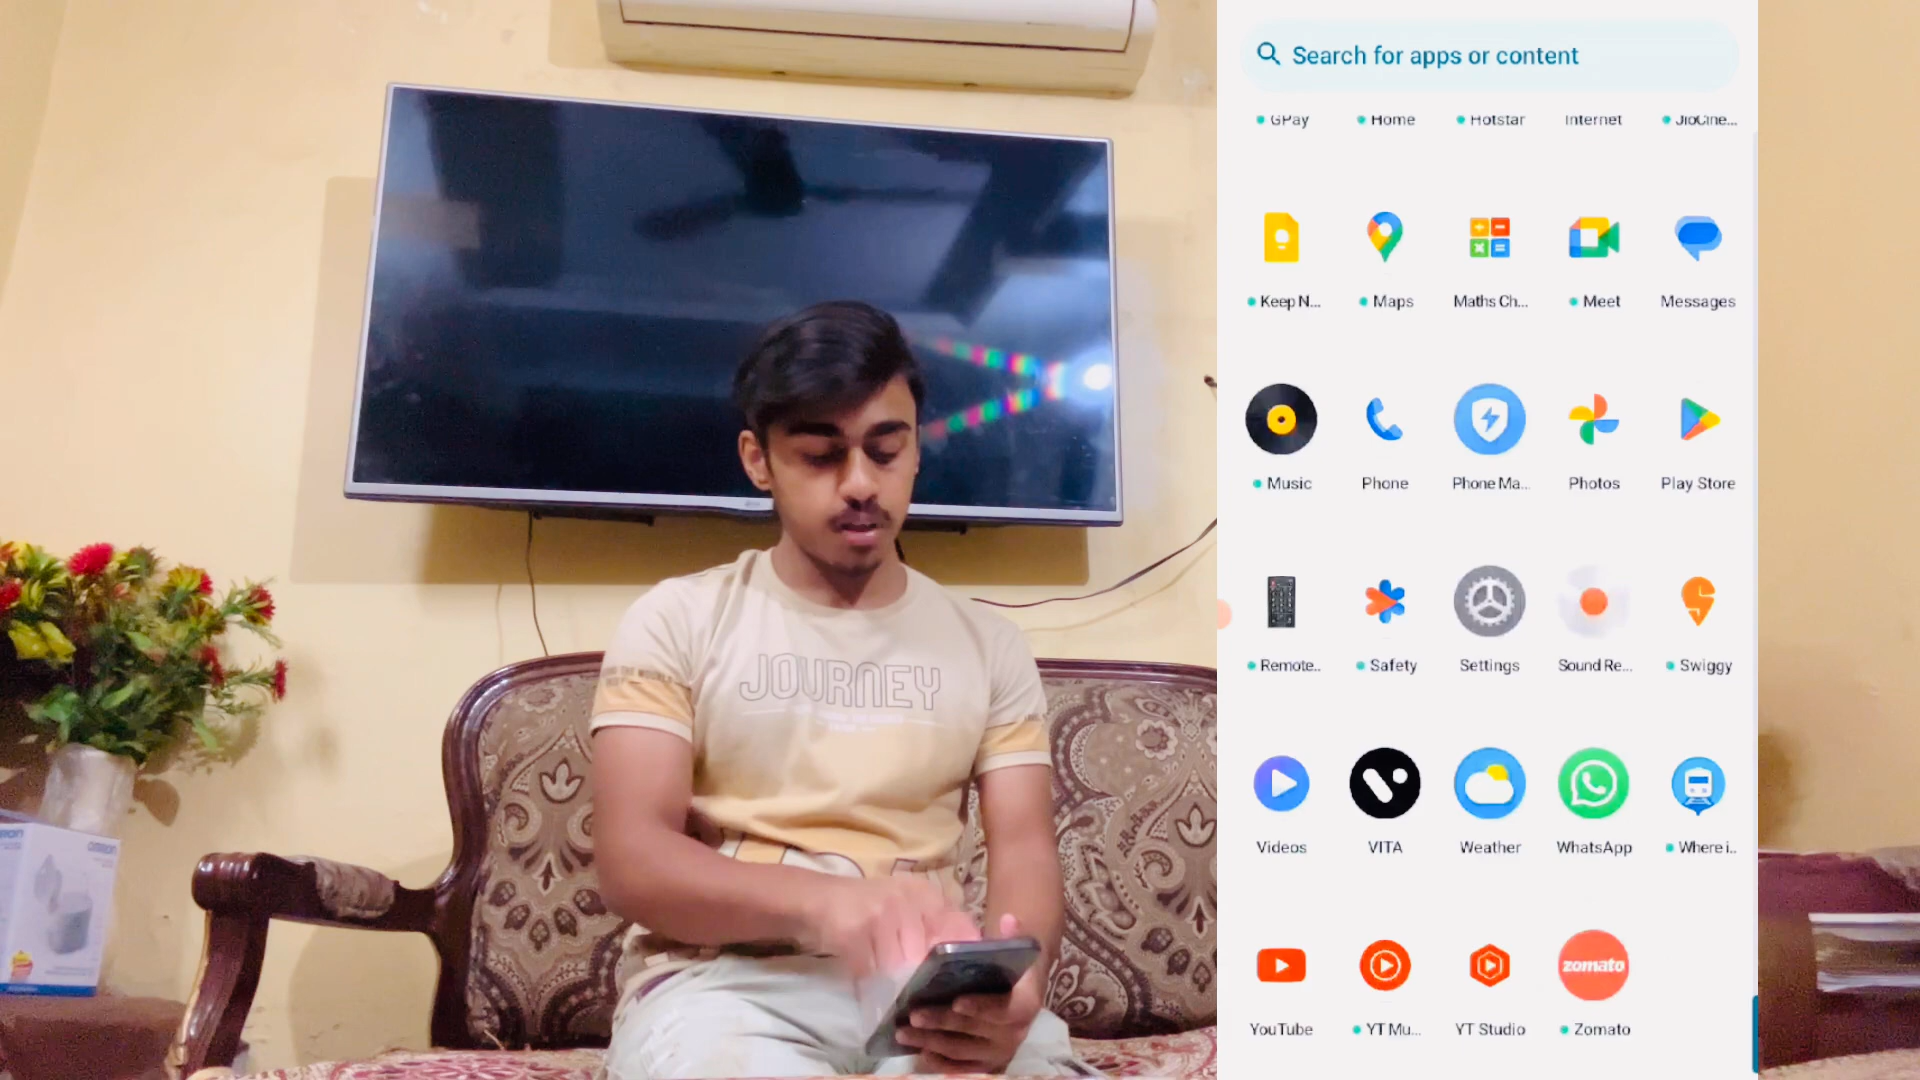 Search for apps or content
GPay Home Hotstar Internet JioCine...
Keep N... Maps Maths Ch... Meet Messages
Music Phone Phone Ma... Photos Play Store
Remote.. Safety Settings Sound Re... Swiggy
Videos VITA Weather WhatsApp Where i..
zomato
YouTube YT Mu... YT Studio Zomato
JOURNEY
OMRON